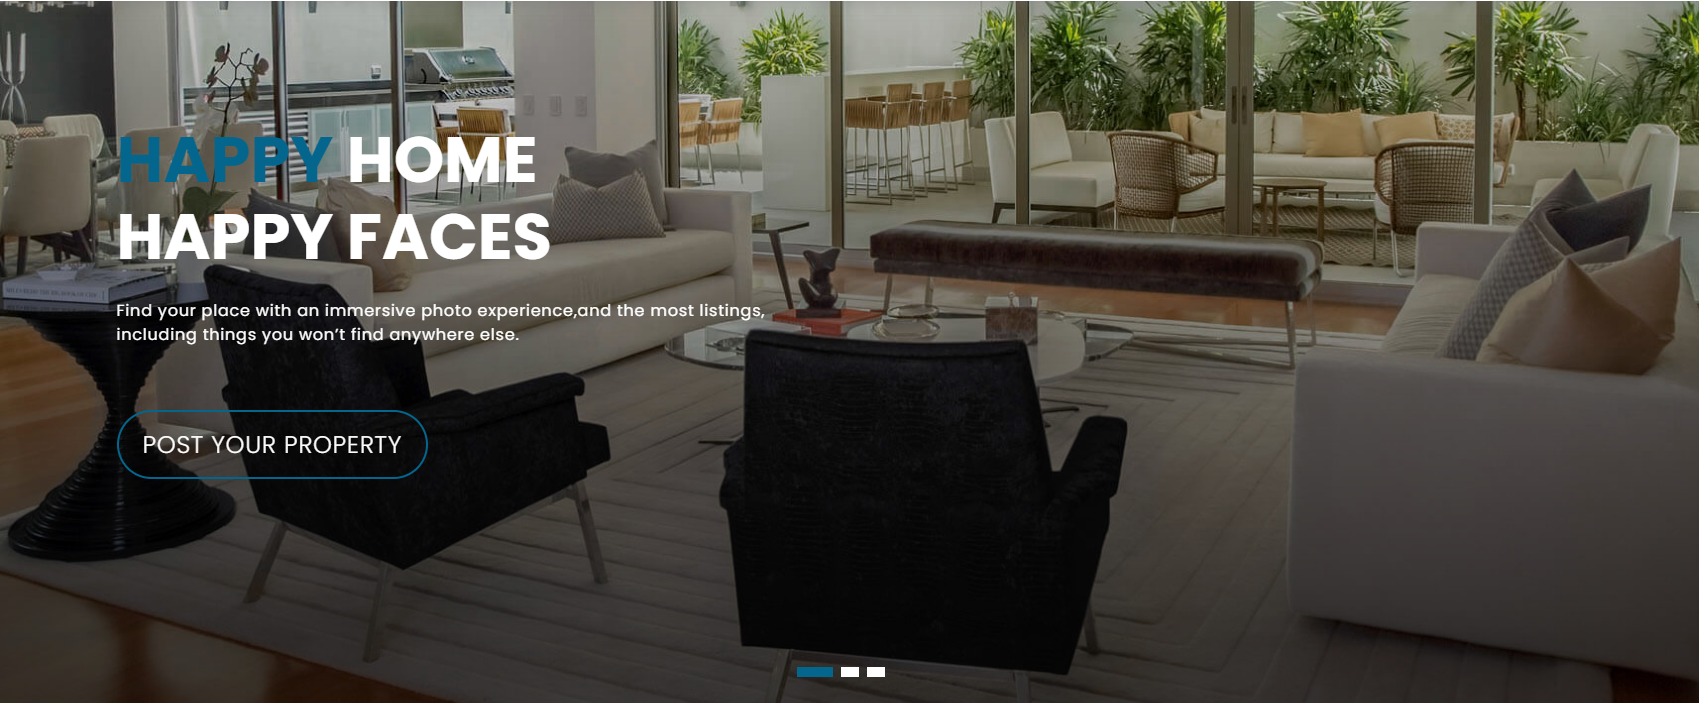 HAPPY HOME
HAPPY FACES
Find your place with an immersive photo experience,and the most listings,
including things you won’t find anywhere else.
POST YOUR PROPERTY